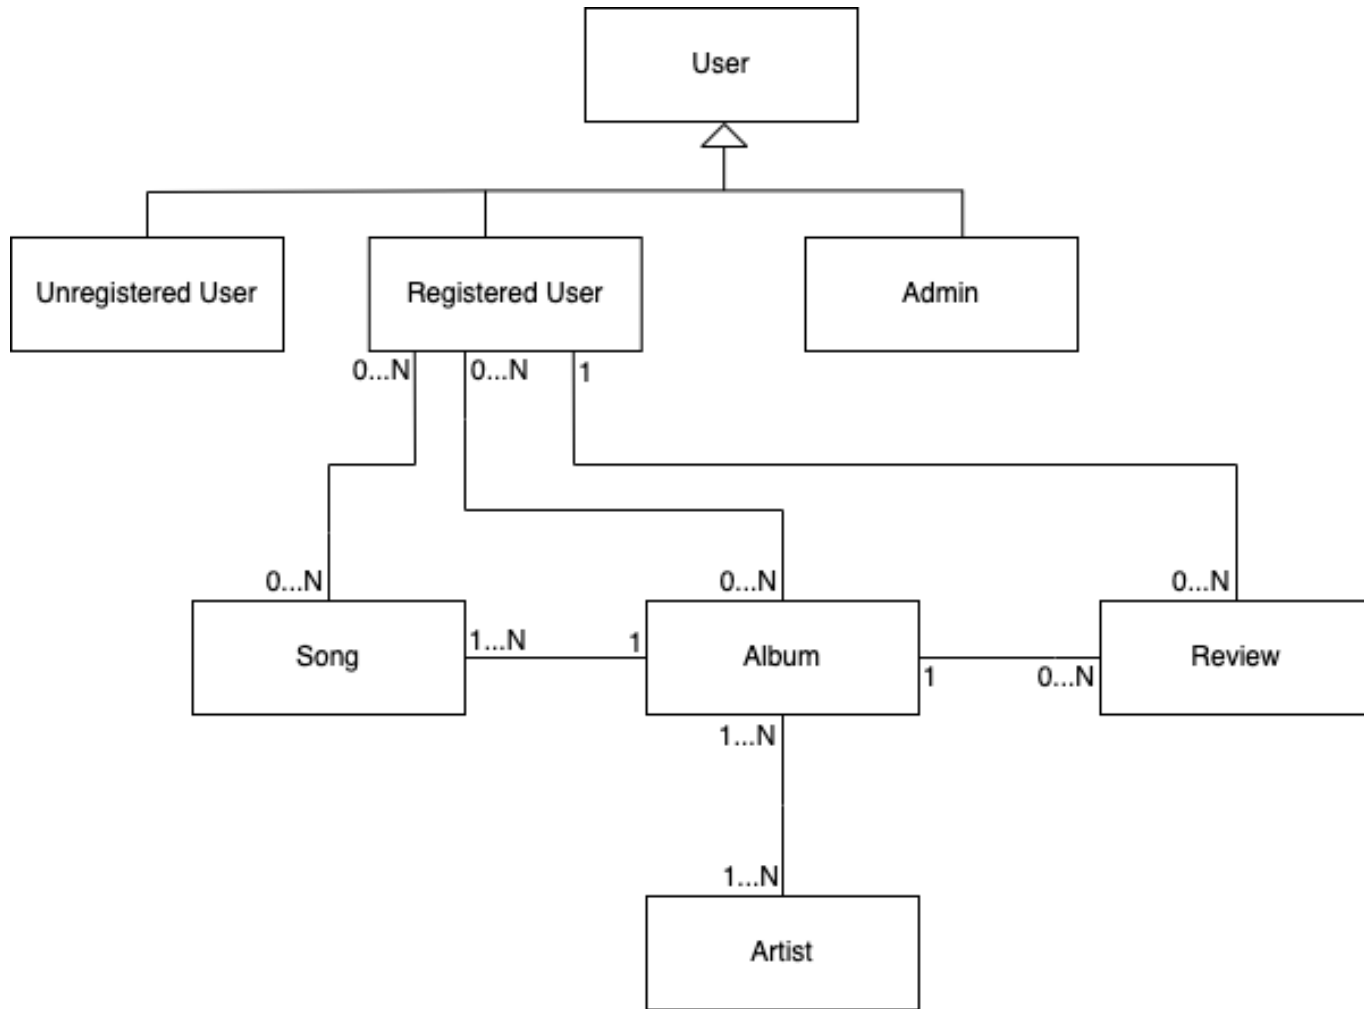 User
Unregistered User
Registered User
Admin
0...N
0...N
1
0...N
0...N
0...N
Song
1...N
1
Album
1
0...N
Review
1...N
1...N
Artist